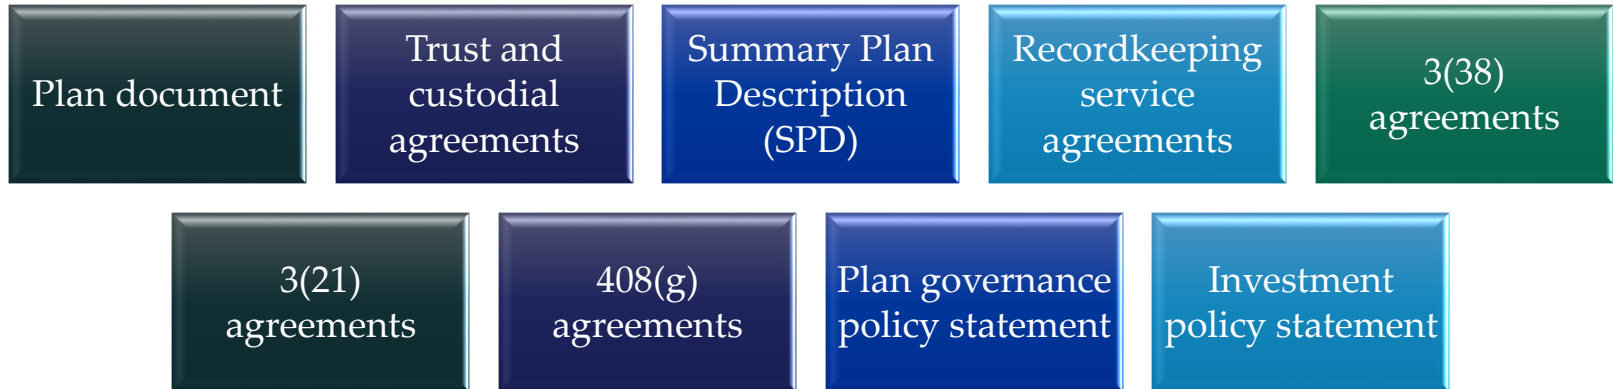 Plan document
Trust and
custodial
agreements
Summary Plan
Description
(SPD)
Recordkeeping
service
agreements
3(38)
agreements
3(21)
agreements
408(g)
agreements
Plan governance
policy statement
Investment
policy statement